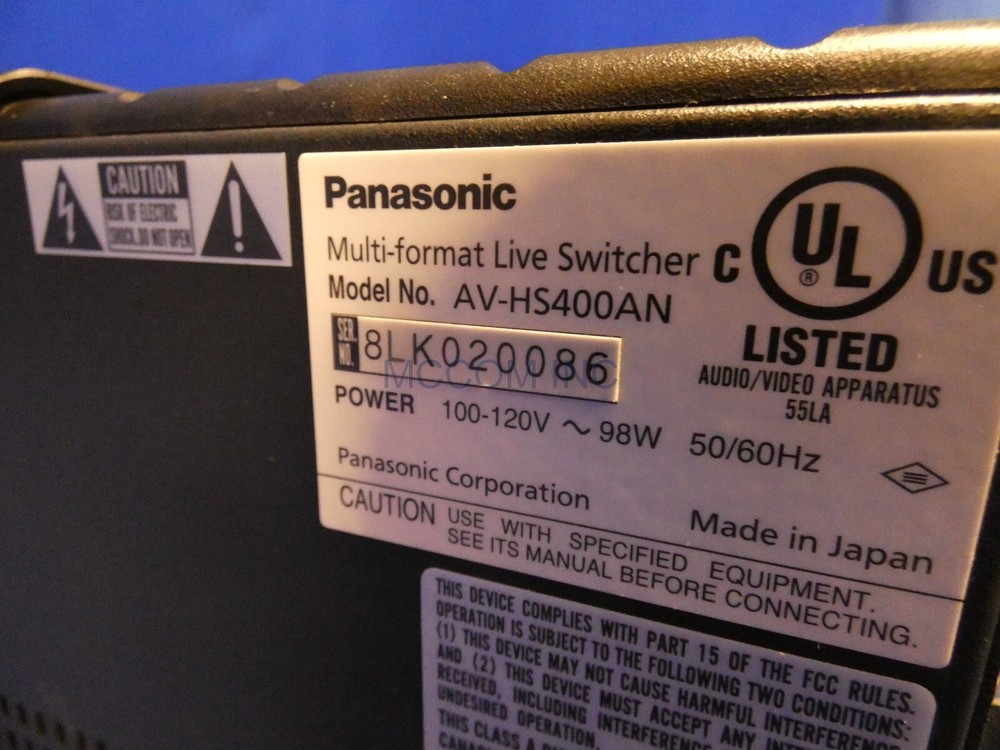 CAUTION
RISK OF ELECTRIC
SHOCK.DO NOT OPEN
Panasonic
Multi-format Live Switcher
Model No. AV-HS400AN
SER. NO. 8LK020086
MCCOM INC
POWER 100-120V ～ 98W 50/60Hz
C UL ® US
LISTED
AUDIO/VIDEO APPARATUS
55LA
Panasonic Corporation
Made in Japan
CAUTION USE WITH SPECIFIED EQUIPMENT.
SEE ITS MANUAL BEFORE CONNECTING.
THIS DEVICE COMPLIES WITH PART 15 OF THE FCC RULES.
OPERATION IS SUBJECT TO THE FOLLOWING TWO CONDITIONS:
(1) THIS DEVICE MAY NOT CAUSE HARMFUL INTERFERENCE
AND (2) THIS DEVICE MUST ACCEPT ANY
RECEIVED, INCLUDING INTERFERENCE
UNDESIRED OPERATION.
THIS CLASS A